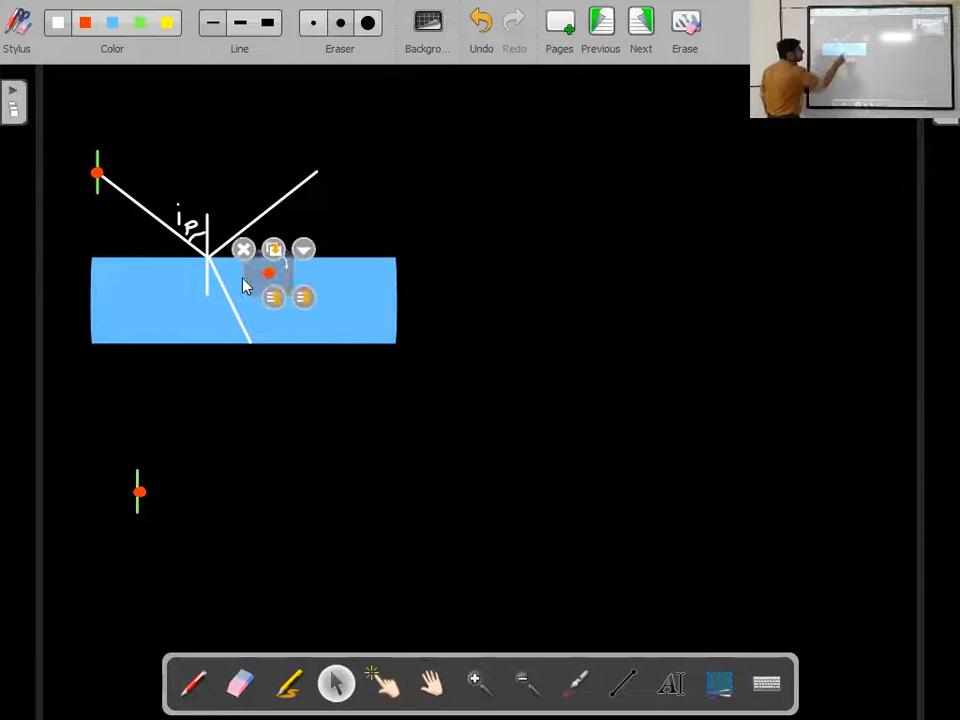 Stylus
Color
Line
Eraser
Backgro...
Undo
Redo
Pages
Previous
Next
Erase
ip